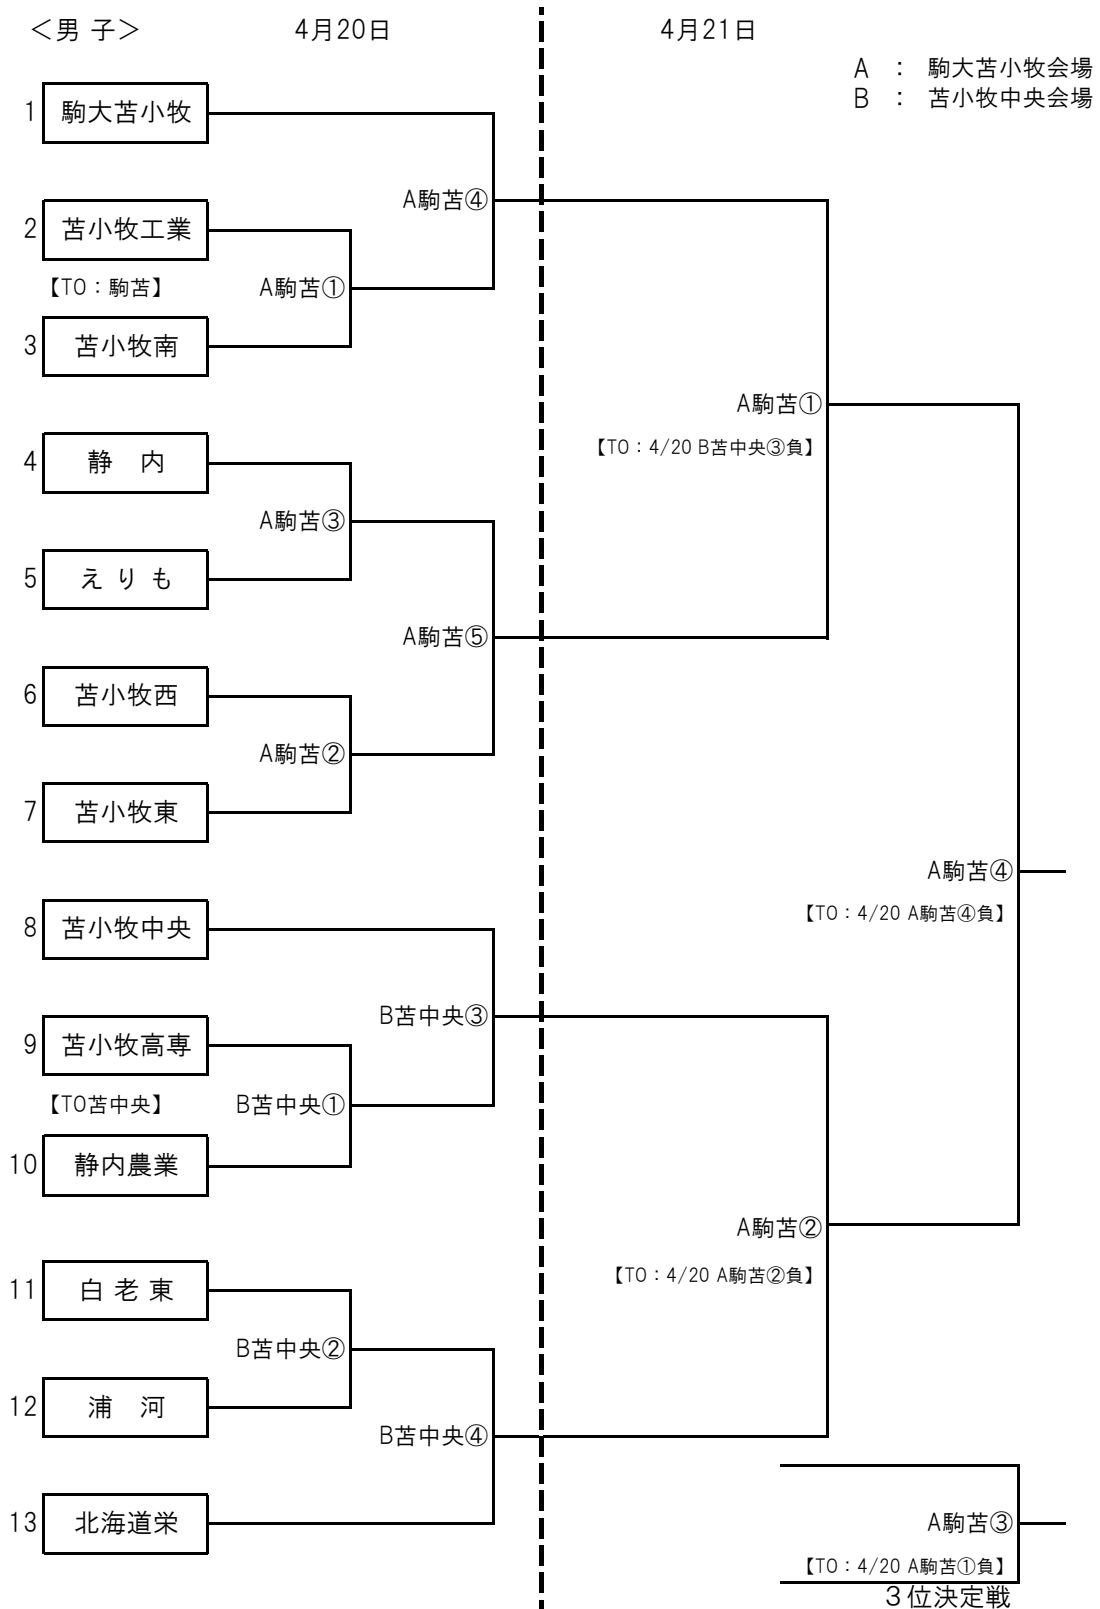 ＜男 子＞ 4月20日 4月21日
A ： 駒大苫小牧会場
B ： 苫小牧中央会場
1 駒大苫小牧
A駒苫④
2 苫小牧工業
【TO：駒苫】 A駒苫①
3 苫小牧南
A駒苫①
【TO：4/20 B苫中央③負】
4 静　内
A駒苫③
5 え り も
A駒苫⑤
6 苫小牧西
A駒苫②
7 苫小牧東
A駒苫④
【TO：4/20 A駒苫④負】
8 苫小牧中央
B苫中央③
9 苫小牧高専
【TO苫中央】 B苫中央①
10 静内農業
A駒苫②
【TO：4/20 A駒苫②負】
11 白 老 東
B苫中央②
12 浦　河
B苫中央④
13 北海道栄
A駒苫③
【TO：4/20 A駒苫①負】
３位決定戦